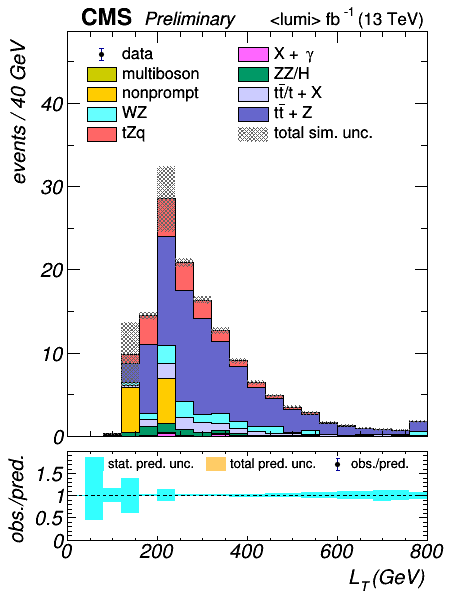 CMS Preliminary <lumi> fb⁻¹ (13 TeV)
events / 40 GeV
40
30
20
10
0
data
multiboson
nonprompt
WZ
tZq
X + γ
ZZ/H
tt̄/t + X
tt̄ + Z
total sim. unc.
obs./pred.
1.5
1
0.5
0
stat. pred. unc. total pred. unc. obs./pred.
0 200 400 600 800
L_T(GeV)